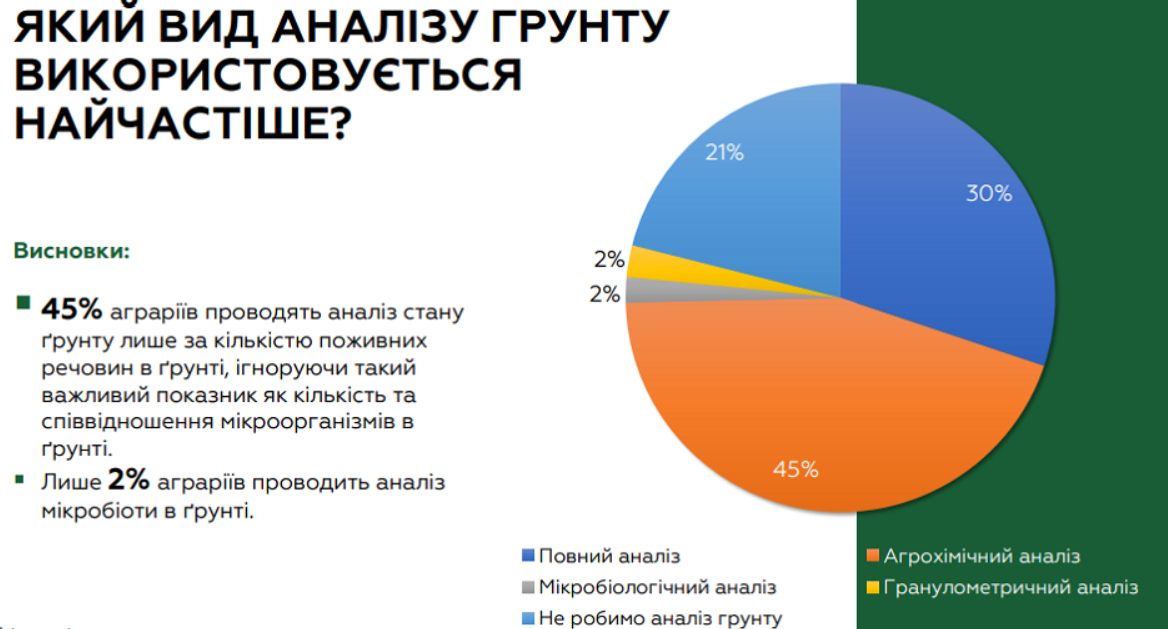 ЯКИЙ ВИД АНАЛІЗУ ГРУНТУ
ВИКОРИСТОВУЄТЬСЯ
НАЙЧАСТІШЕ?
Висновки:
45% аграріїв проводять аналіз стану
ґрунту лише за кількістю поживних
речовин в ґрунті, ігноруючи такий
важливий показник як кількість та
співвідношення мікроорганізмів в
ґрунті.
Лише 2% аграріїв проводить аналіз
мікробіоти в ґрунті.
21%
30%
2%
2%
45%
Повний аналіз
Агрохімічний аналіз
Мікробіологічний аналіз
Гранулометричний аналіз
Не робимо аналіз грунту